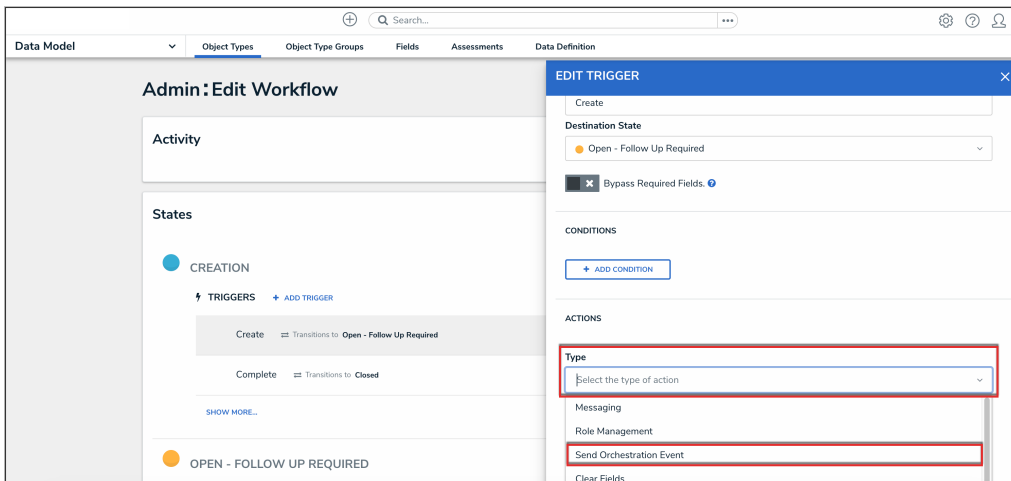 Search...
Data Model
Object Types
Object Type Groups
Fields
Assessments
Data Definition
Admin:Edit Workflow
Activity
States
CREATION
TRIGGERS
+ ADD TRIGGER
Create
Transitions to Open - Follow Up Required
Complete
Transitions to Closed
SHOW MORE...
OPEN - FOLLOW UP REQUIRED
EDIT TRIGGER
Create
Destination State
Open - Follow Up Required
Bypass Required Fields.
CONDITIONS
+ ADD CONDITION
ACTIONS
Type
Select the type of action
Messaging
Role Management
Send Orchestration Event
Clear Fields